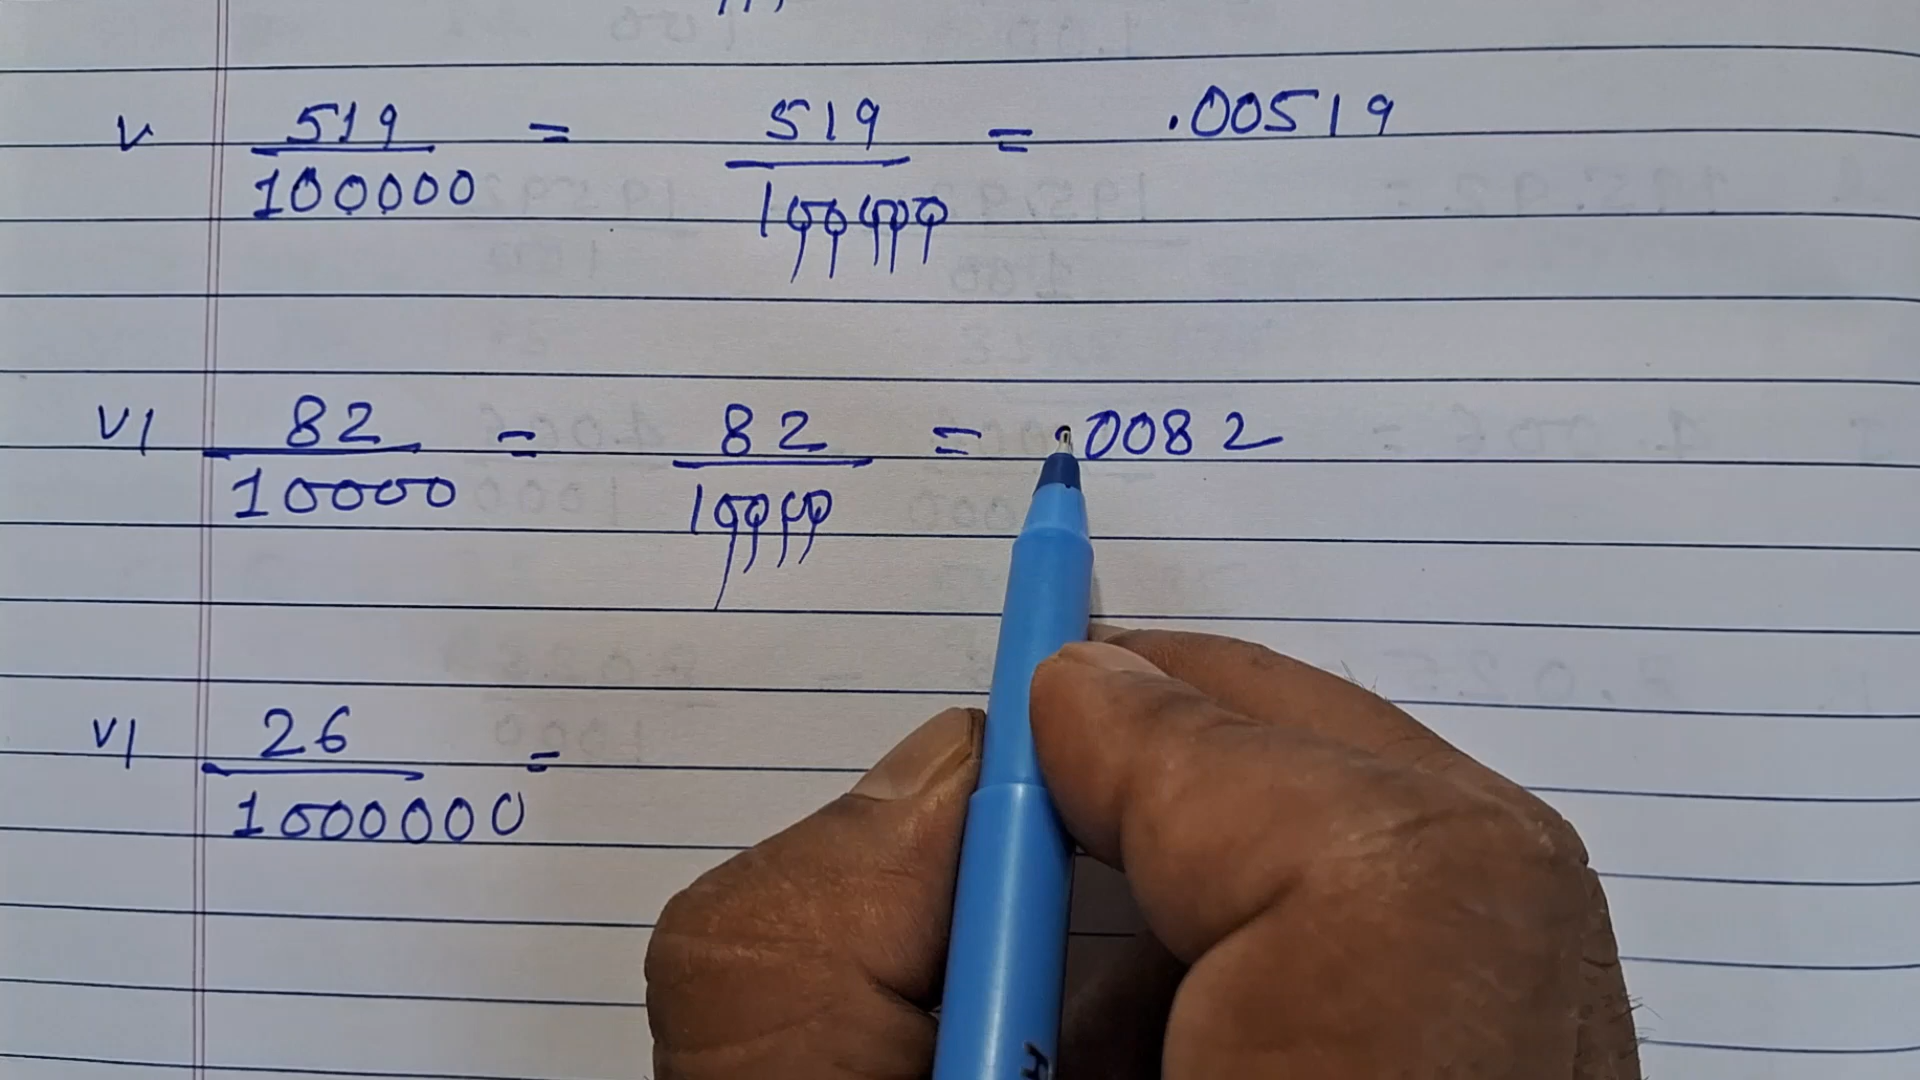 v 519/100000 = 519/100000 = .00519
VI 82/10000 = 82/10000 = .0082
VI 26/1000000 =